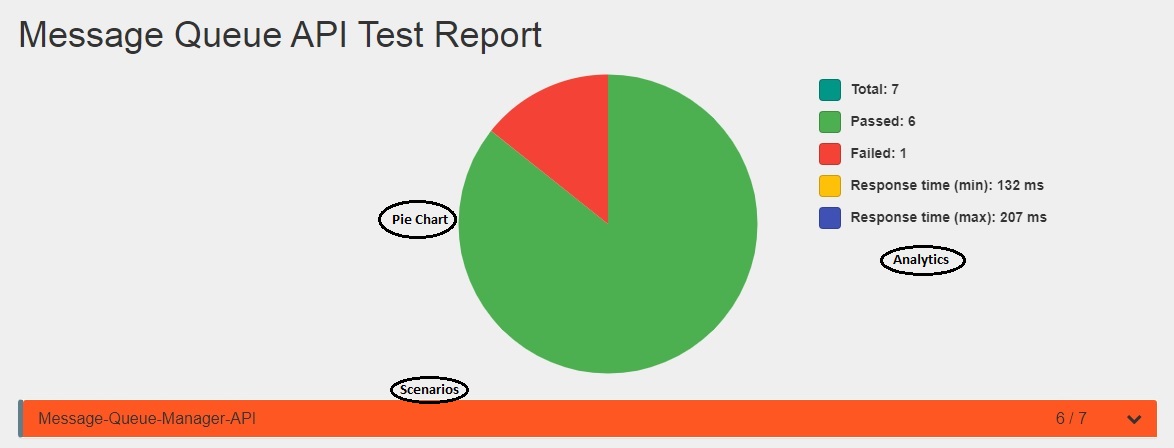 Message Queue API Test Report
Total: 7
Passed: 6
Failed: 1
Response time (min): 132 ms
Response time (max): 207 ms
Pie Chart
Analytics
Scenarios
Message-Queue-Manager-API 6 / 7